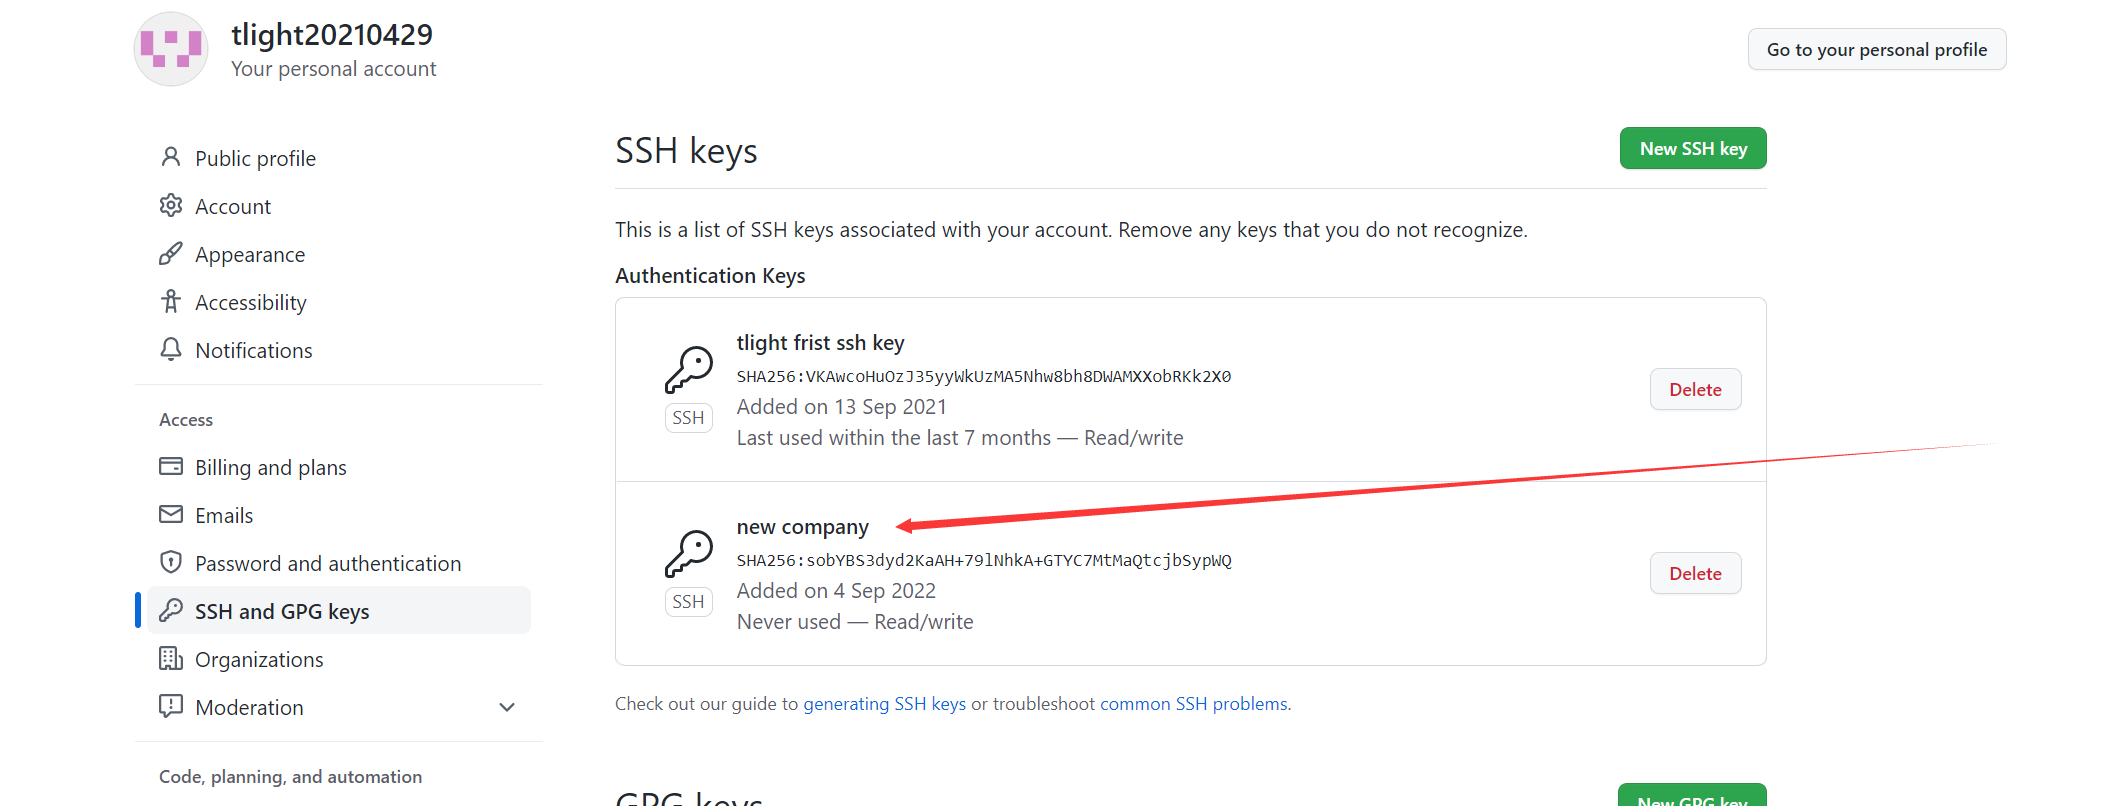 tlight20210429
Your personal account
Go to your personal profile
Public profile
Account
Appearance
Accessibility
Notifications
Access
Billing and plans
Emails
Password and authentication
SSH and GPG keys
Organizations
Moderation
Code, planning, and automation
SSH keys
New SSH key
This is a list of SSH keys associated with your account. Remove any keys that you do not recognize.
Authentication Keys
tlight frist ssh key
SHA256:VKAwcoHuOzJ35yyWkUzMA5Nhw8bh8DWAMXXobRKk2X0
Added on 13 Sep 2021
Last used within the last 7 months — Read/write
SSH
Delete
new company
SHA256:sobYBS3dyd2KaAH+79lNhkA+GTYC7MtMaQtcjbSypWQ
Added on 4 Sep 2022
Never used — Read/write
SSH
Delete
Check out our guide to generating SSH keys or troubleshoot common SSH problems.
GPG keys
New GPG key